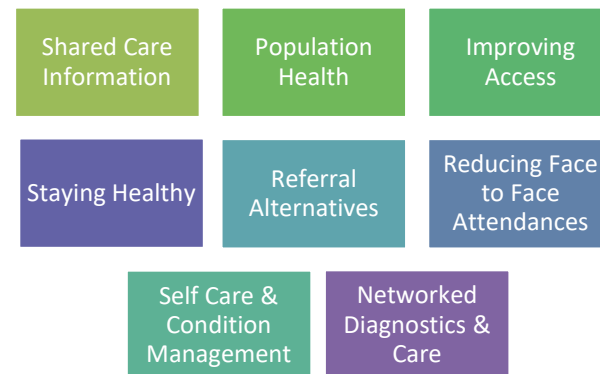 Shared Care
Information
Population
Health
Improving
Access
Staying Healthy
Referral
Alternatives
Reducing Face
to Face
Attendances
Self Care &
Condition
Management
Networked
Diagnostics &
Care